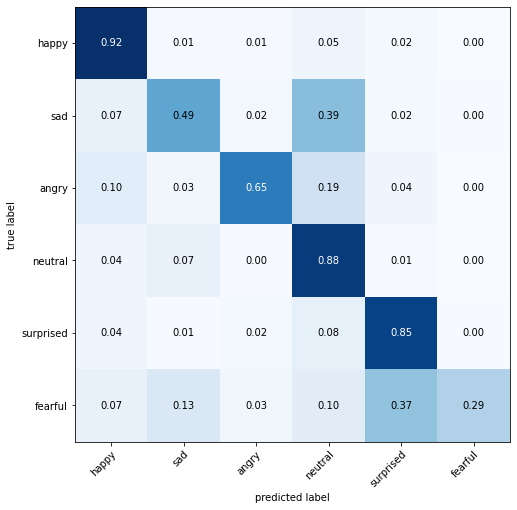 true label
happy 0.92 0.01 0.01 0.05 0.02 0.00
sad 0.07 0.49 0.02 0.39 0.02 0.00
angry 0.10 0.03 0.65 0.19 0.04 0.00
neutral 0.04 0.07 0.00 0.88 0.01 0.00
surprised 0.04 0.01 0.02 0.08 0.85 0.00
fearful 0.07 0.13 0.03 0.10 0.37 0.29
happy sad angry neutral surprised fearful
predicted label